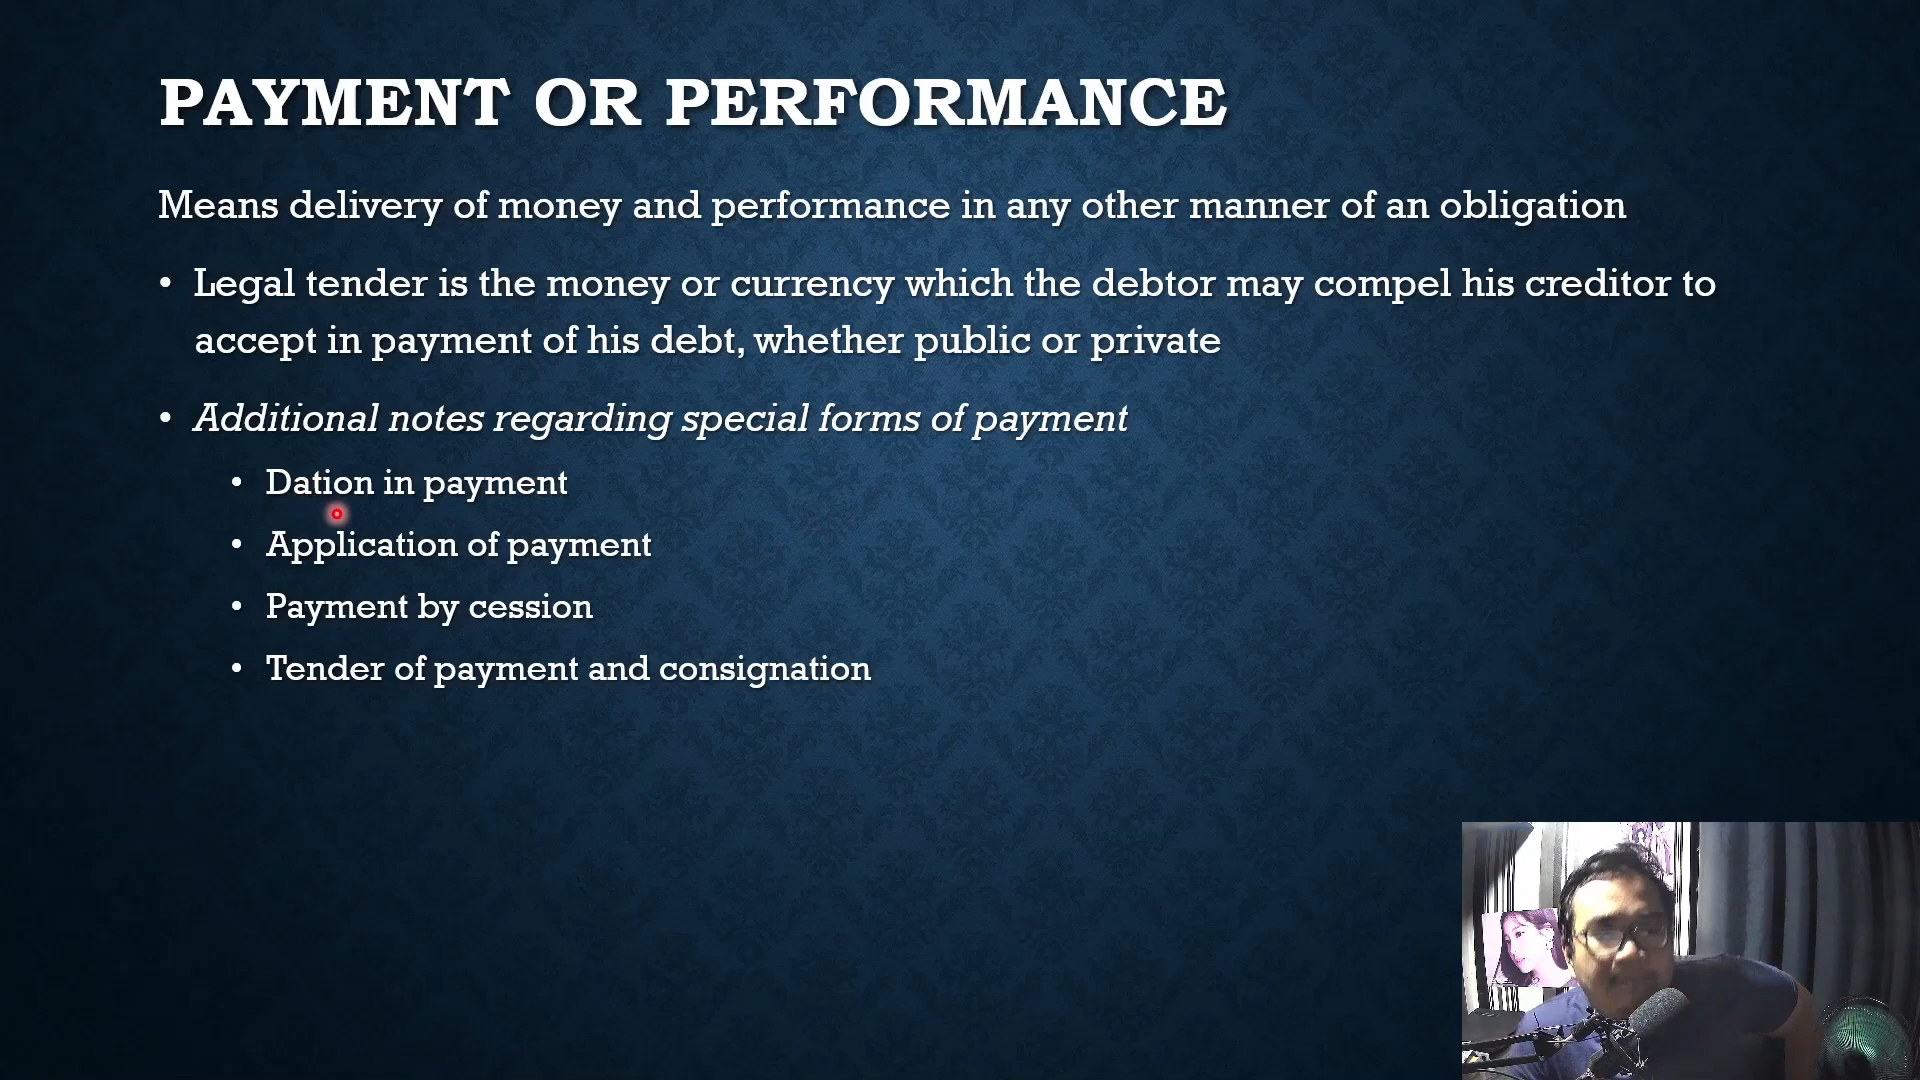 PAYMENT OR PERFORMANCE
Means delivery of money and performance in any other manner of an obligation
• Legal tender is the money or currency which the debtor may compel his creditor to
accept in payment of his debt, whether public or private
• Additional notes regarding special forms of payment
• Dation in payment
• Application of payment
• Payment by cession
• Tender of payment and consignation